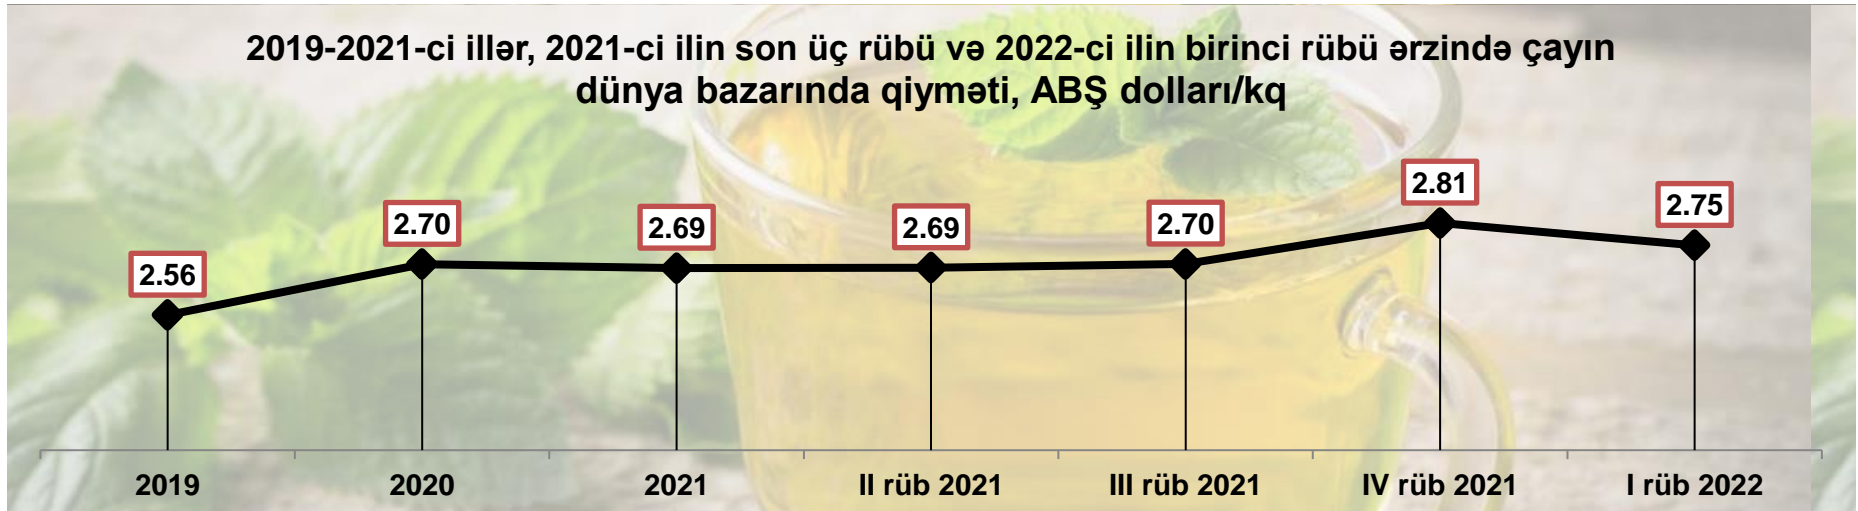 2019-2021-ci illər, 2021-ci ilin son üç rübü və 2022-ci ilin birinci rübü ərzində çayın
dünya bazarında qiyməti, ABŞ dolları/kq
2.56
2.70
2.69
2.69
2.70
2.81
2.75
2019
2020
2021
II rüb 2021
III rüb 2021
IV rüb 2021
I rüb 2022